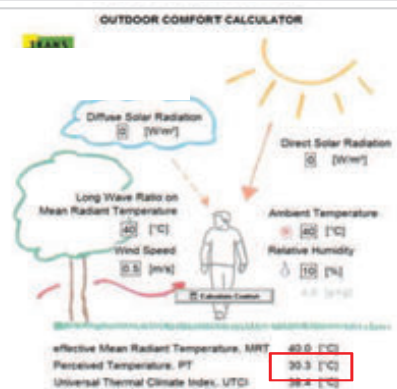 OUTDOOR COMFORT CALCULATOR
Diffuse Solar Radiation
0 [W/m²]
Direct Solar Radiation
0 [W/m²]
Long Wave Ratio on
Mean Radiant Temperature
40 [°C]
Ambient Temperature
40 [°C]
Wind Speed
0.5 [m/s]
Relative Humidity
10 [%]
Calculate Comfort
effective Mean Radiant Temperature, MRT 40.0 [°C]
Perceived Temperature, PT 30.3 [°C]
Universal Thermal Climate Index, UTCI [°C]